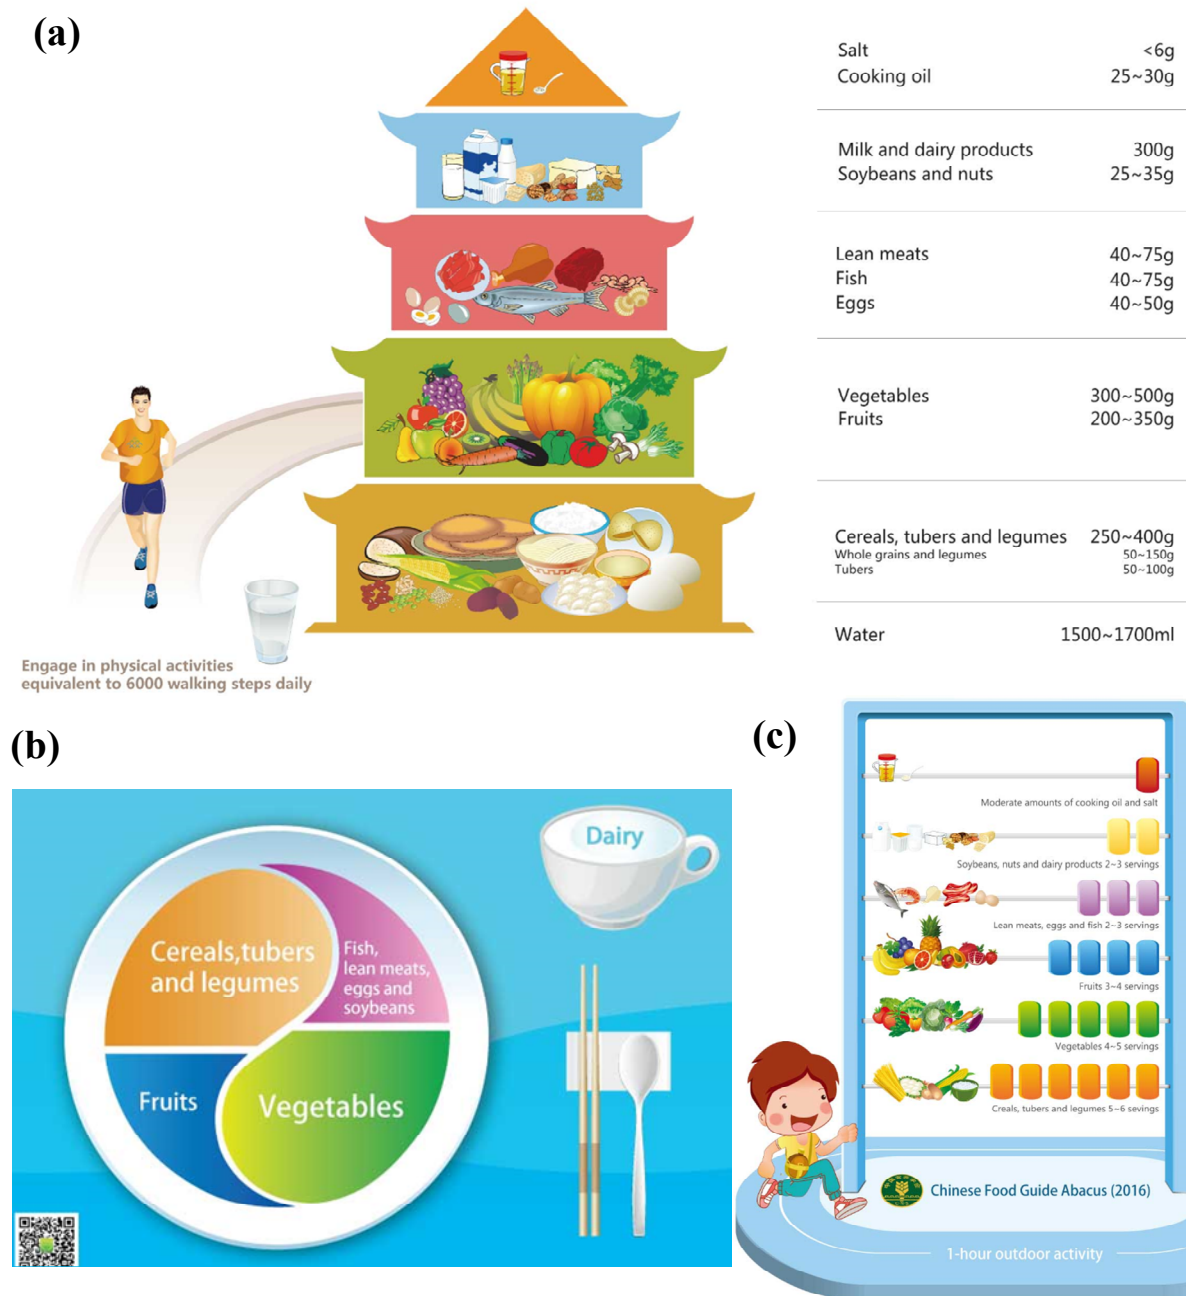 (a)
Salt <6g
Cooking oil 25~30g
Milk and dairy products 300g
Soybeans and nuts 25~35g
Lean meats 40~75g
Fish 40~75g
Eggs 40~50g
Vegetables 300~500g
Fruits 200~350g
Cereals, tubers and legumes 250~400g
Whole grains and legumes 50~150g
Tubers 50~100g
Water 1500~1700ml
Engage in physical activities
equivalent to 6000 walking steps daily
(b)
Cereals,tubers
and legumes
Fish,
lean meats,
eggs and
soybeans
Fruits
Vegetables
Dairy
(c)
Moderate amounts of cooking oil and salt
Soybeans, nuts and dairy products 2~3 servings
Lean meats, eggs and fish 2~3 servings
Fruits 3~4 servings
Vegetables 4~5 servings
Creals, tubers and legumes 5~6 sevings
Chinese Food Guide Abacus (2016)
1-hour outdoor activity